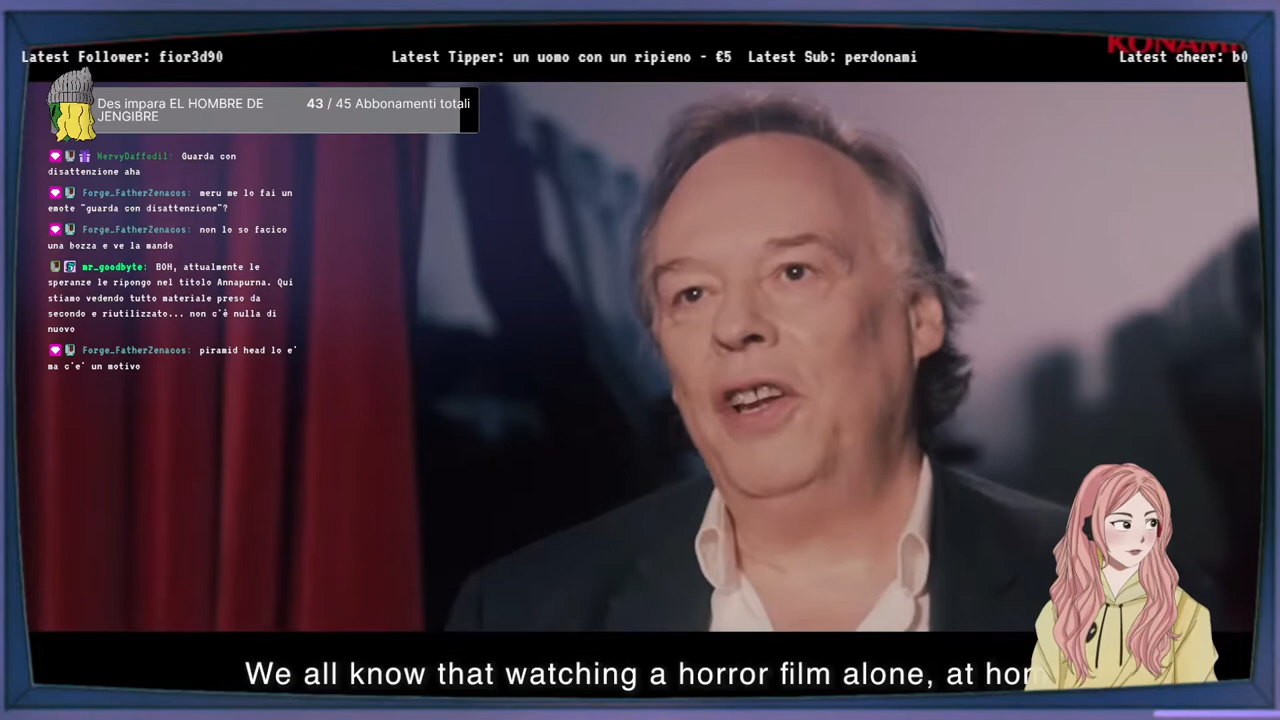 KONAMI
Latest Follower: fior3d90
Latest Tipper: un uomo con un ripieno - €5
Latest Sub: perdonami
Latest cheer: b0
Des impara EL HOMBRE DE
JENGIBRE
43 / 45 Abbonamenti totali
NervyDaffodil: Guarda con
disattenzione aha
Forge_FatherZenacos: meru me lo fai un
emote "guarda con disattenzione"?
Forge_FatherZenacos: non lo so facico
una bozza e ve la mando
mr_goodbyte: BOH, attualmente le
speranze le ripongo nel titolo Annapurna. Qui
stiamo vedendo tutto materiale preso da
secondo e riutilizzato... non c'è nulla di
nuovo
Forge_FatherZenacos: piramid head lo e'
ma c'e' un motivo
We all know that watching a horror film alone, at hom